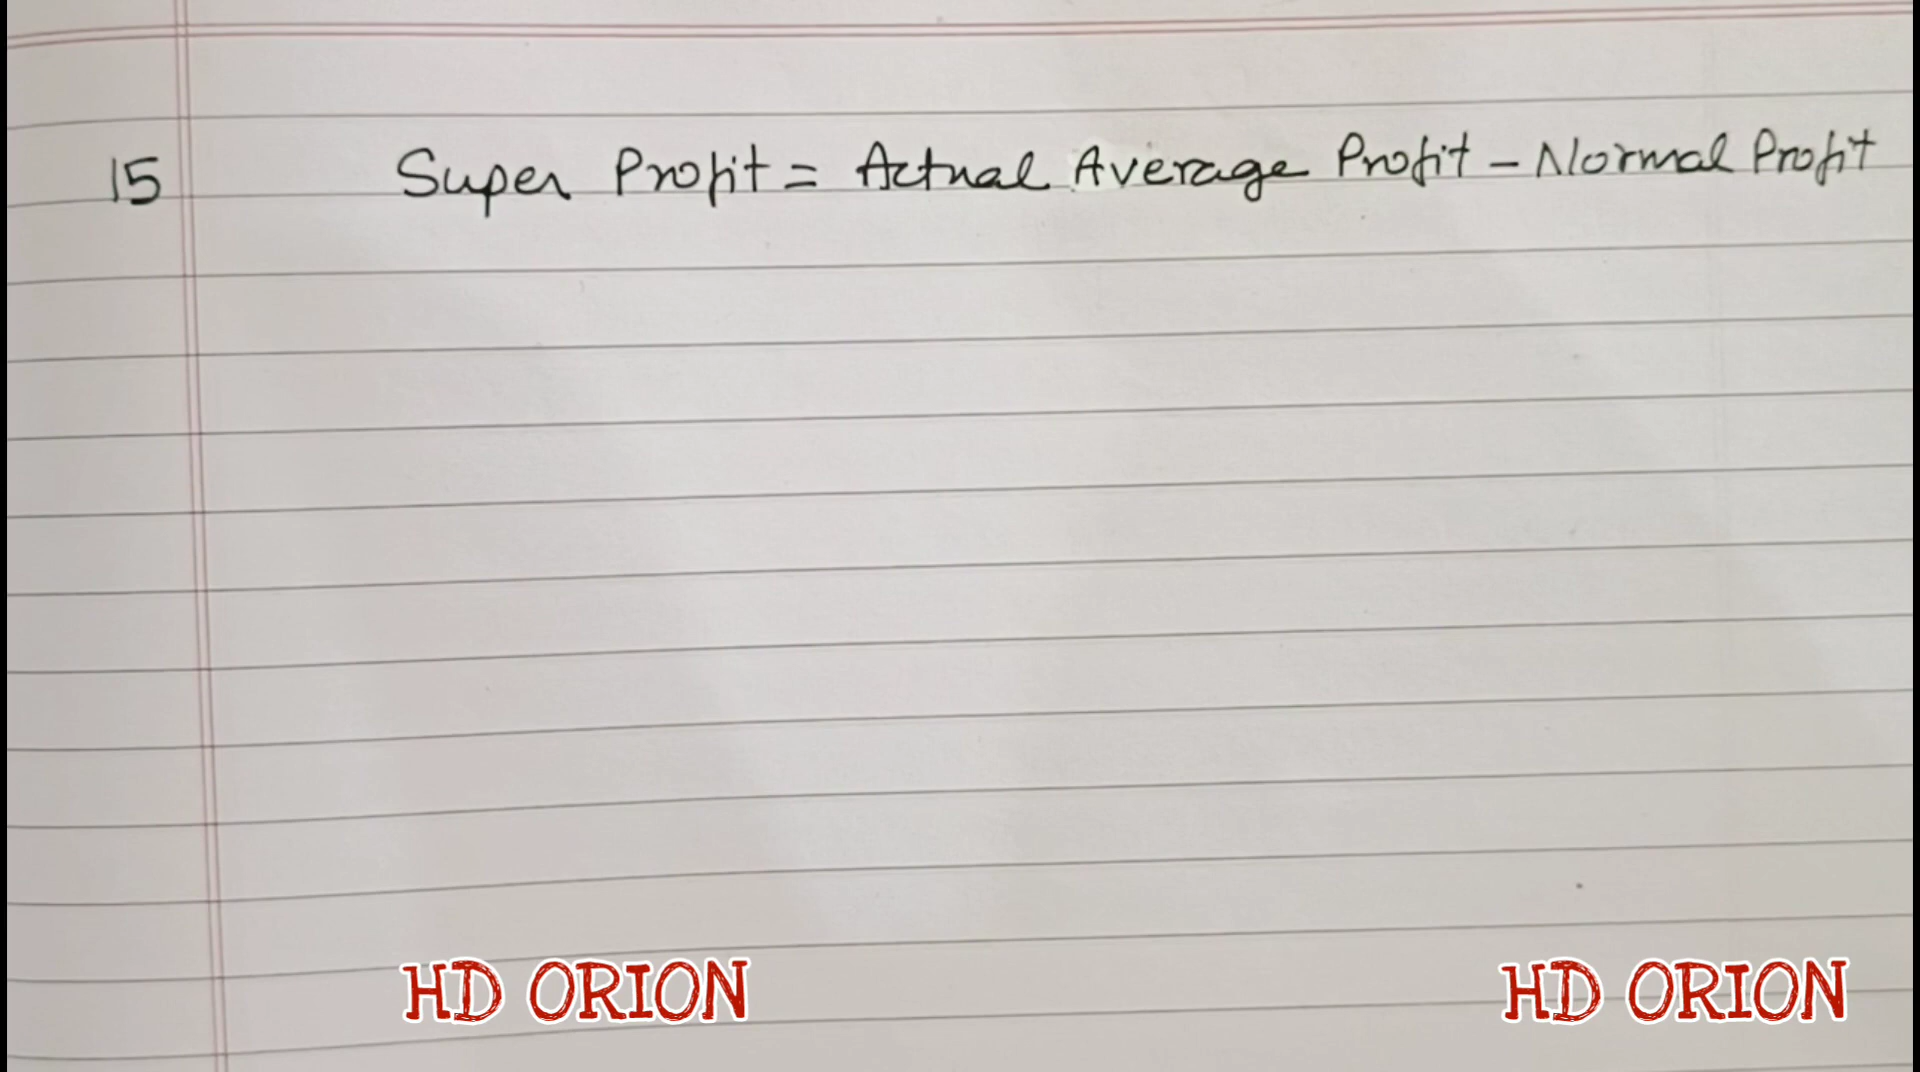 15 Super Profit = Actual Average Profit - Normal Profit
HD ORION HD ORION